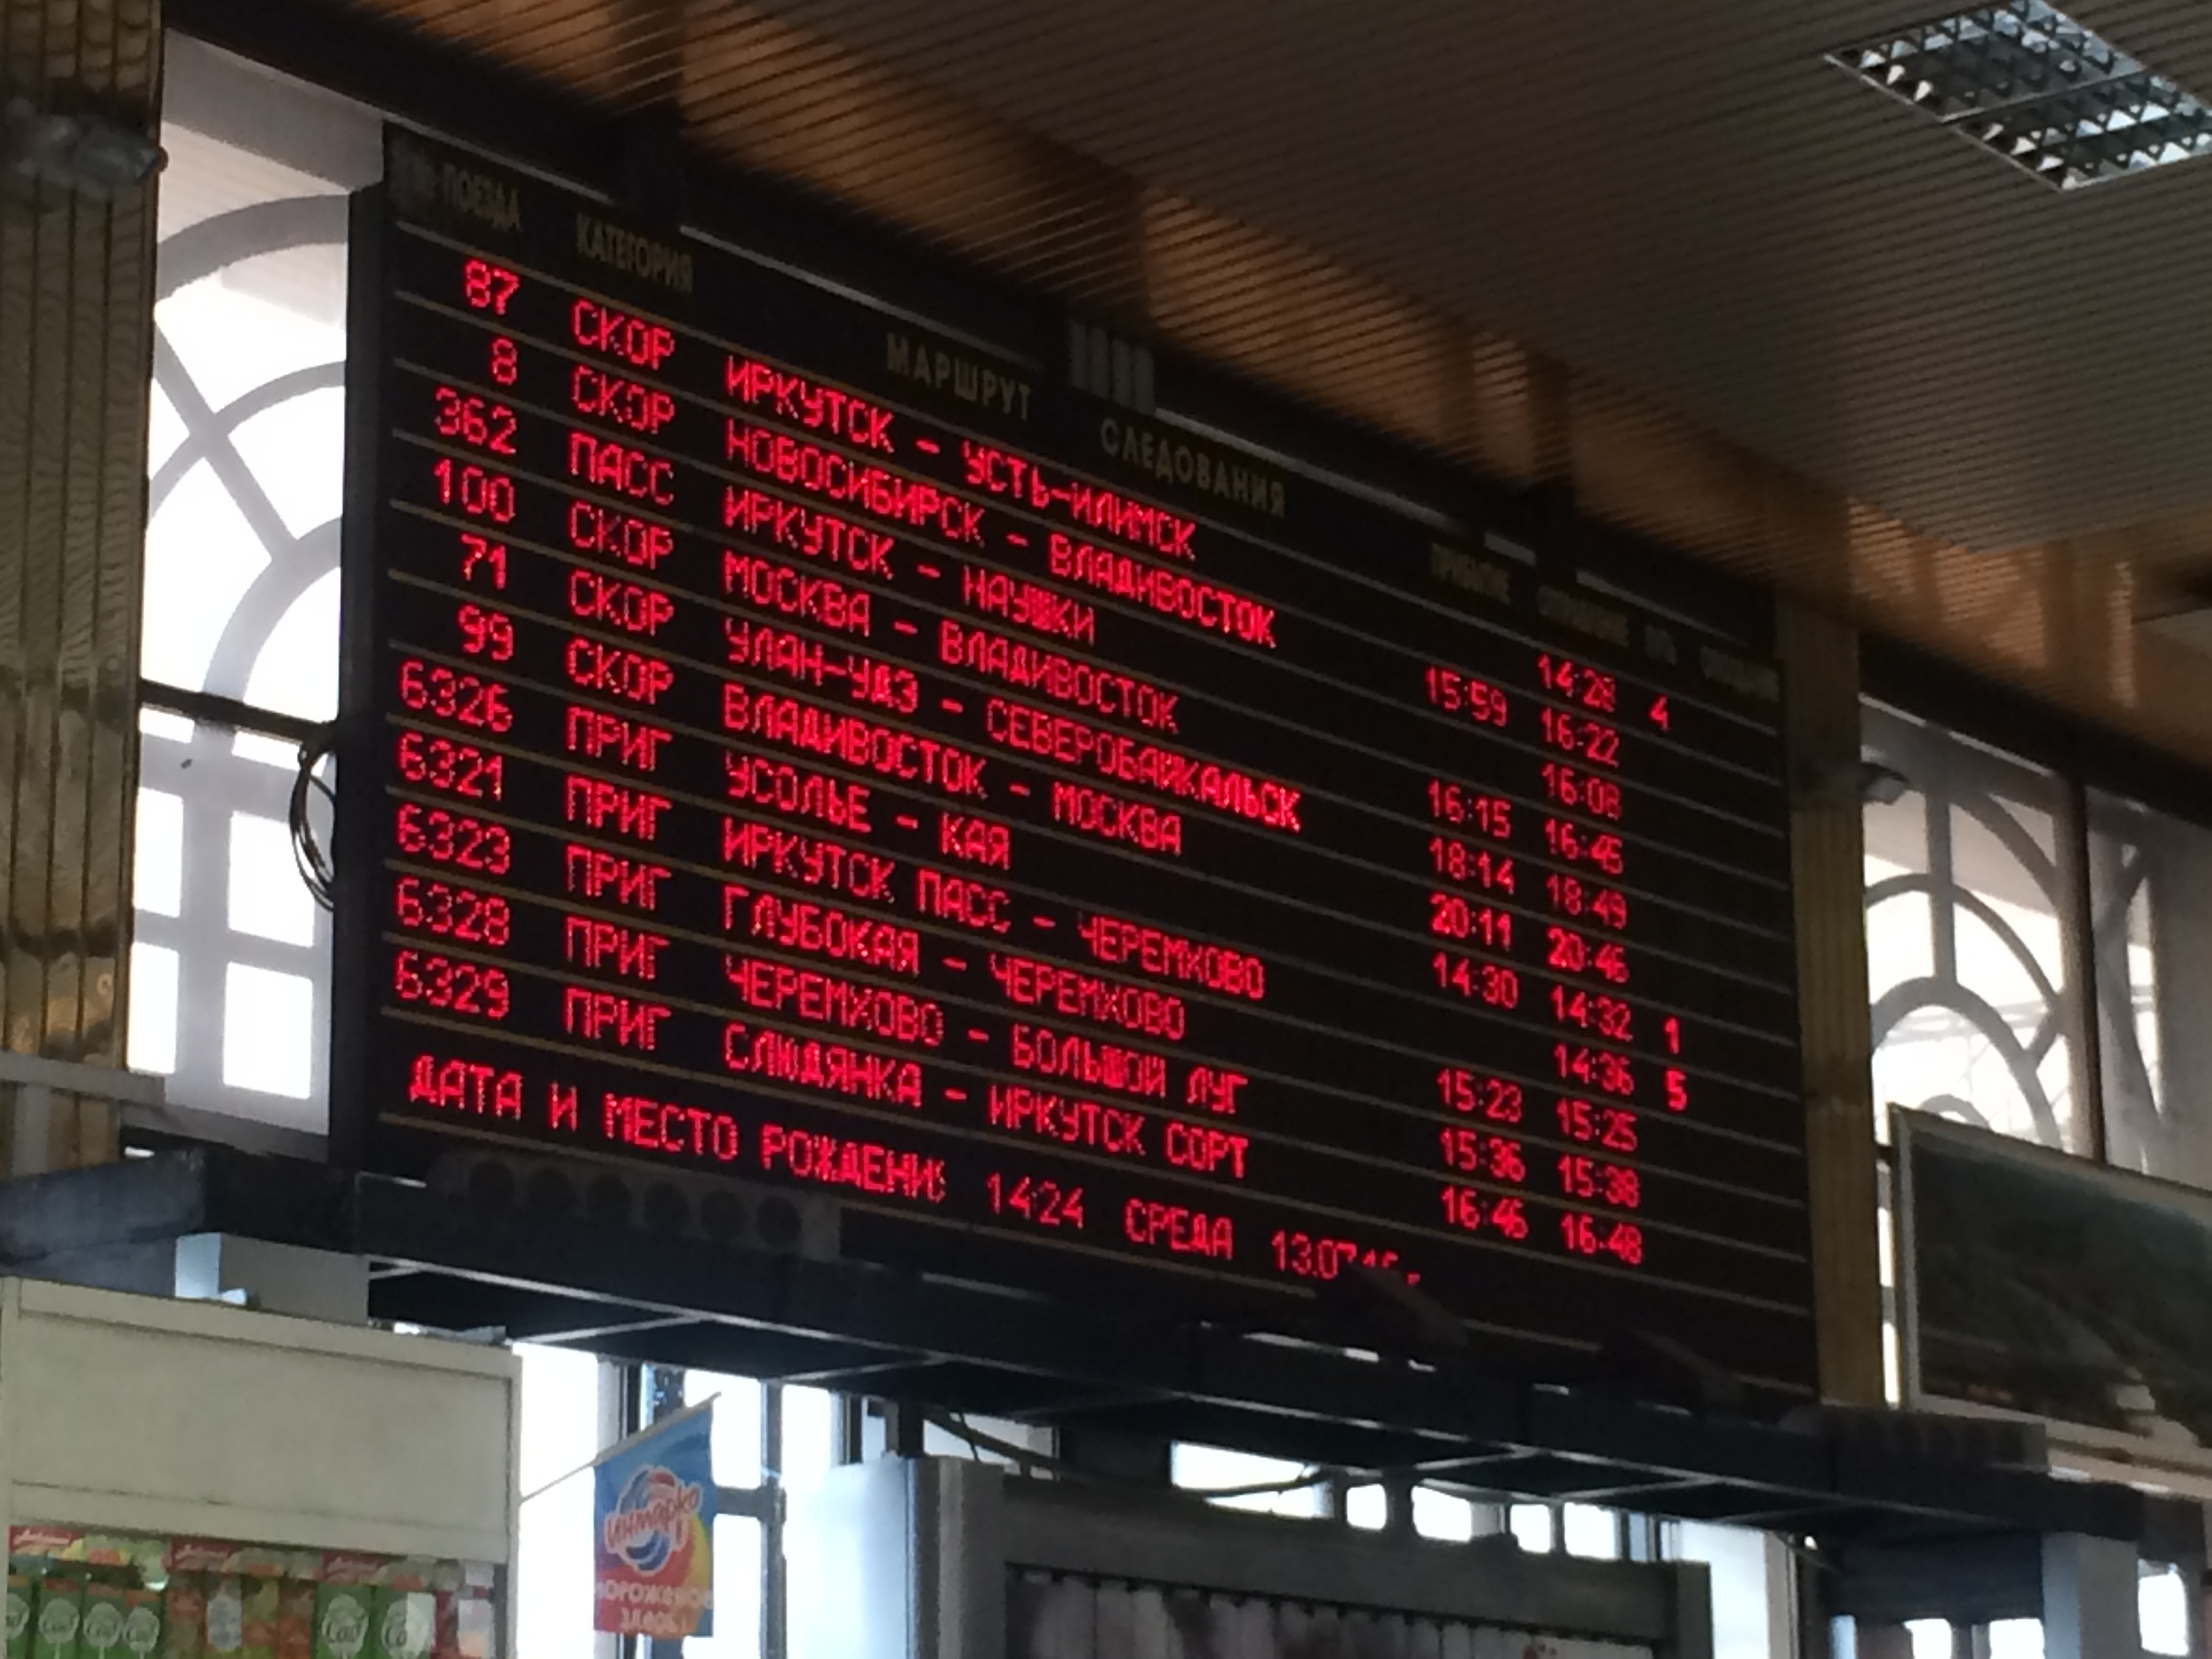 ПОЕЗДА КАТЕГОРИЯ МАРШРУТ СЛЕДОВАНИЯ
87 СКОР ИРКУТСК - УСТЬ-ИЛИМСК 14:28 4
8 СКОР НОВОСИБИРСК - ВЛАДИВОСТОК 15:59 16:22
362 ПАСС ИРКУТСК - НАУШКИ 16:08
100 СКОР МОСКВА - ВЛАДИВОСТОК 16:15 16:45
71 СКОР УЛАН-УДЭ - СЕВЕРОБАЙКАЛЬСК 18:14 18:49
99 СКОР ВЛАДИВОСТОК - МОСКВА 20:11 20:46
6326 ПРИГ УСОЛЬЕ - КАЯ 14:30 14:32 1
6321 ПРИГ ИРКУТСК ПАСС - ЧЕРЕМХОВО 14:36 5
6323 ПРИГ ГЛУБОКАЯ - ЧЕРЕМХОВО 15:23 15:25
6328 ПРИГ ЧЕРЕМХОВО - БОЛЬШОЙ ЛУГ 15:36 15:38
6329 ПРИГ СЛЮДЯНКА - ИРКУТСК СОРТ 16:46 16:48
ДАТА И МЕСТО РОЖДЕНИ 14:24 СРЕДА 13.07
Инмарко
МОРОЖЕНОЕ
ЗДЕСЬ!